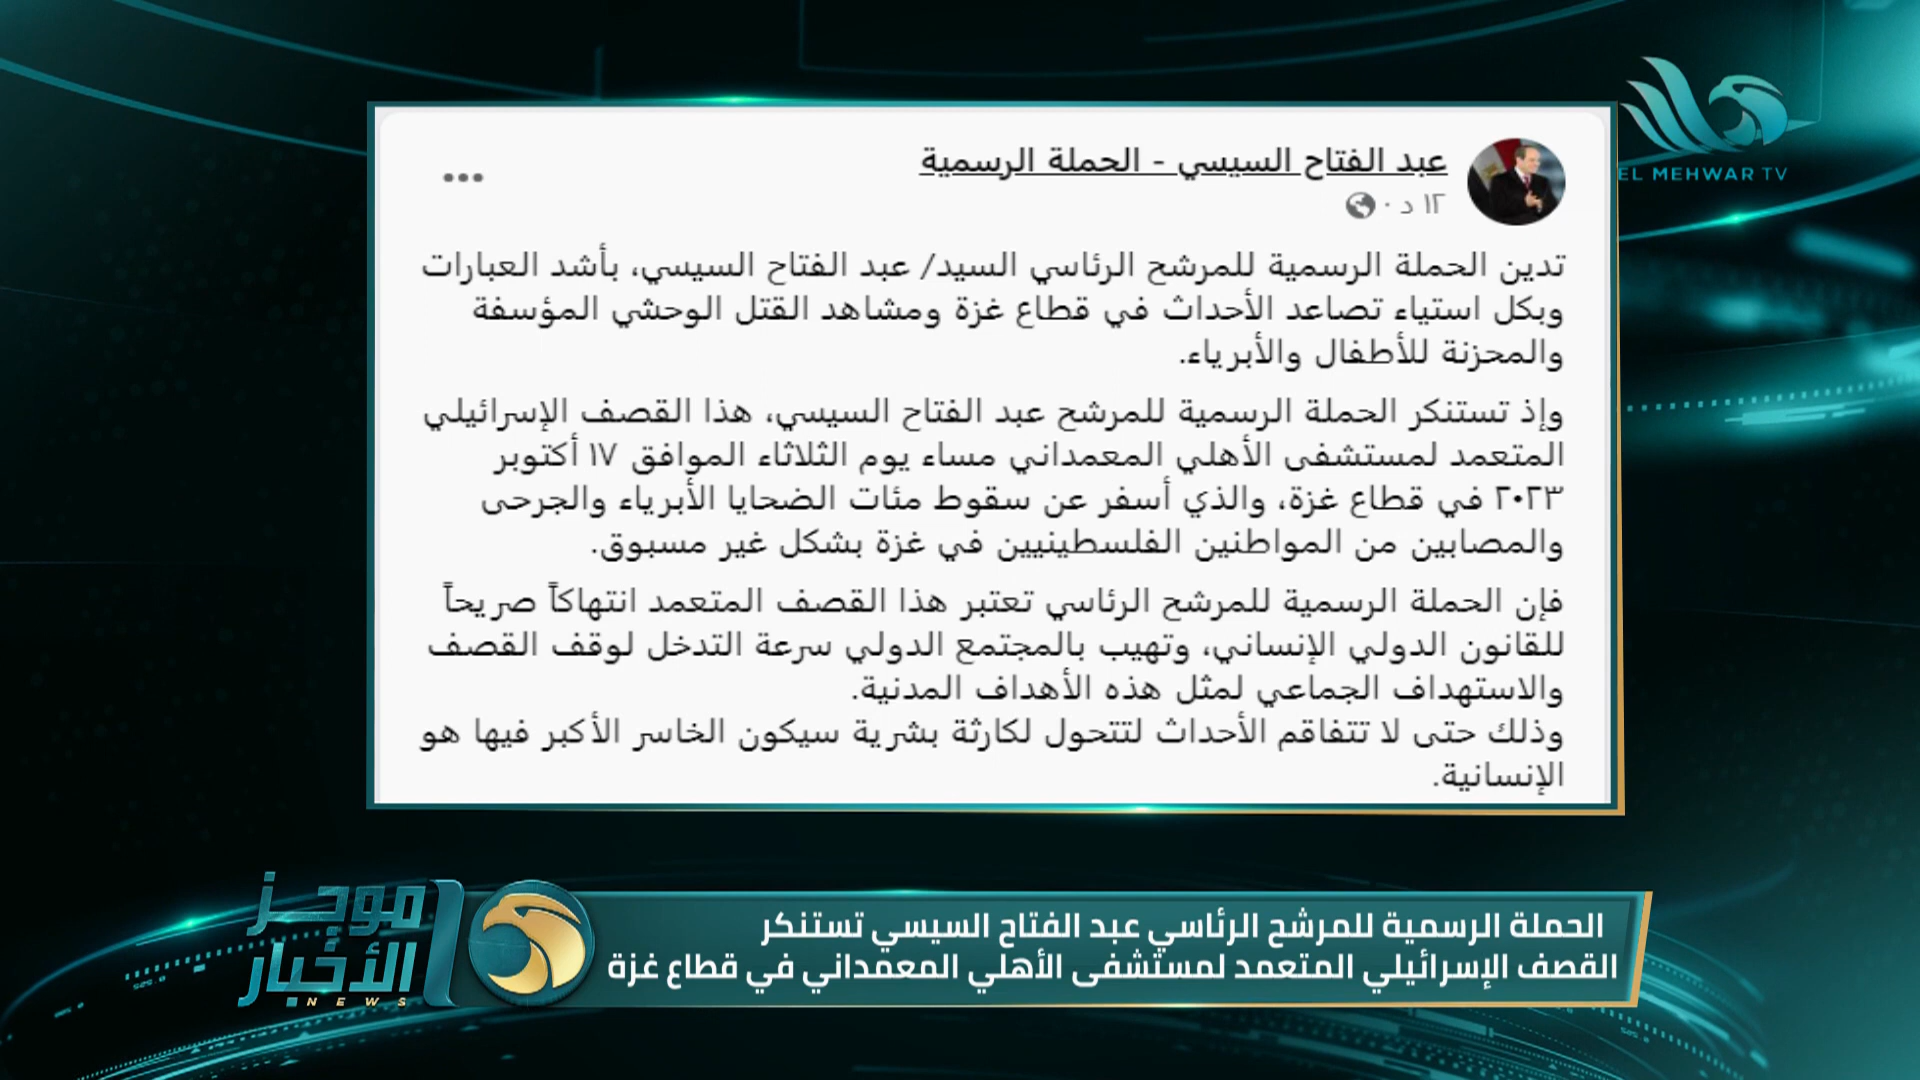 EL MEHWAR TV
عبد الفتاح السيسي - الحملة الرسمية
١٢ د ·
تدين الحملة الرسمية للمرشح الرئاسي السيد/ عبد الفتاح السيسي، بأشد العبارات
وبكل استياء تصاعد الأحداث في قطاع غزة ومشاهد القتل الوحشي المؤسفة
والمحزنة للأطفال والأبرياء.
وإذ تستنكر الحملة الرسمية للمرشح عبد الفتاح السيسي، هذا القصف الإسرائيلي
المتعمد لمستشفى الأهلي المعمداني مساء يوم الثلاثاء الموافق ١٧ أكتوبر
٢٠٢٣ في قطاع غزة، والذي أسفر عن سقوط مئات الضحايا الأبرياء والجرحى
والمصابين من المواطنين الفلسطينيين في غزة بشكل غير مسبوق.
فإن الحملة الرسمية للمرشح الرئاسي تعتبر هذا القصف المتعمد انتهاكاً صريحاً
للقانون الدولي الإنساني، وتهيب بالمجتمع الدولي سرعة التدخل لوقف القصف
والاستهداف الجماعي لمثل هذه الأهداف المدنية.
وذلك حتى لا تتفاقم الأحداث لتتحول لكارثة بشرية سيكون الخاسر الأكبر فيها هو
الإنسانية.
الحملة الرسمية للمرشح الرئاسي عبد الفتاح السيسي تستنكر
القصف الإسرائيلي المتعمد لمستشفى الأهلي المعمداني في قطاع غزة
موجز
الأخبار
NEWS